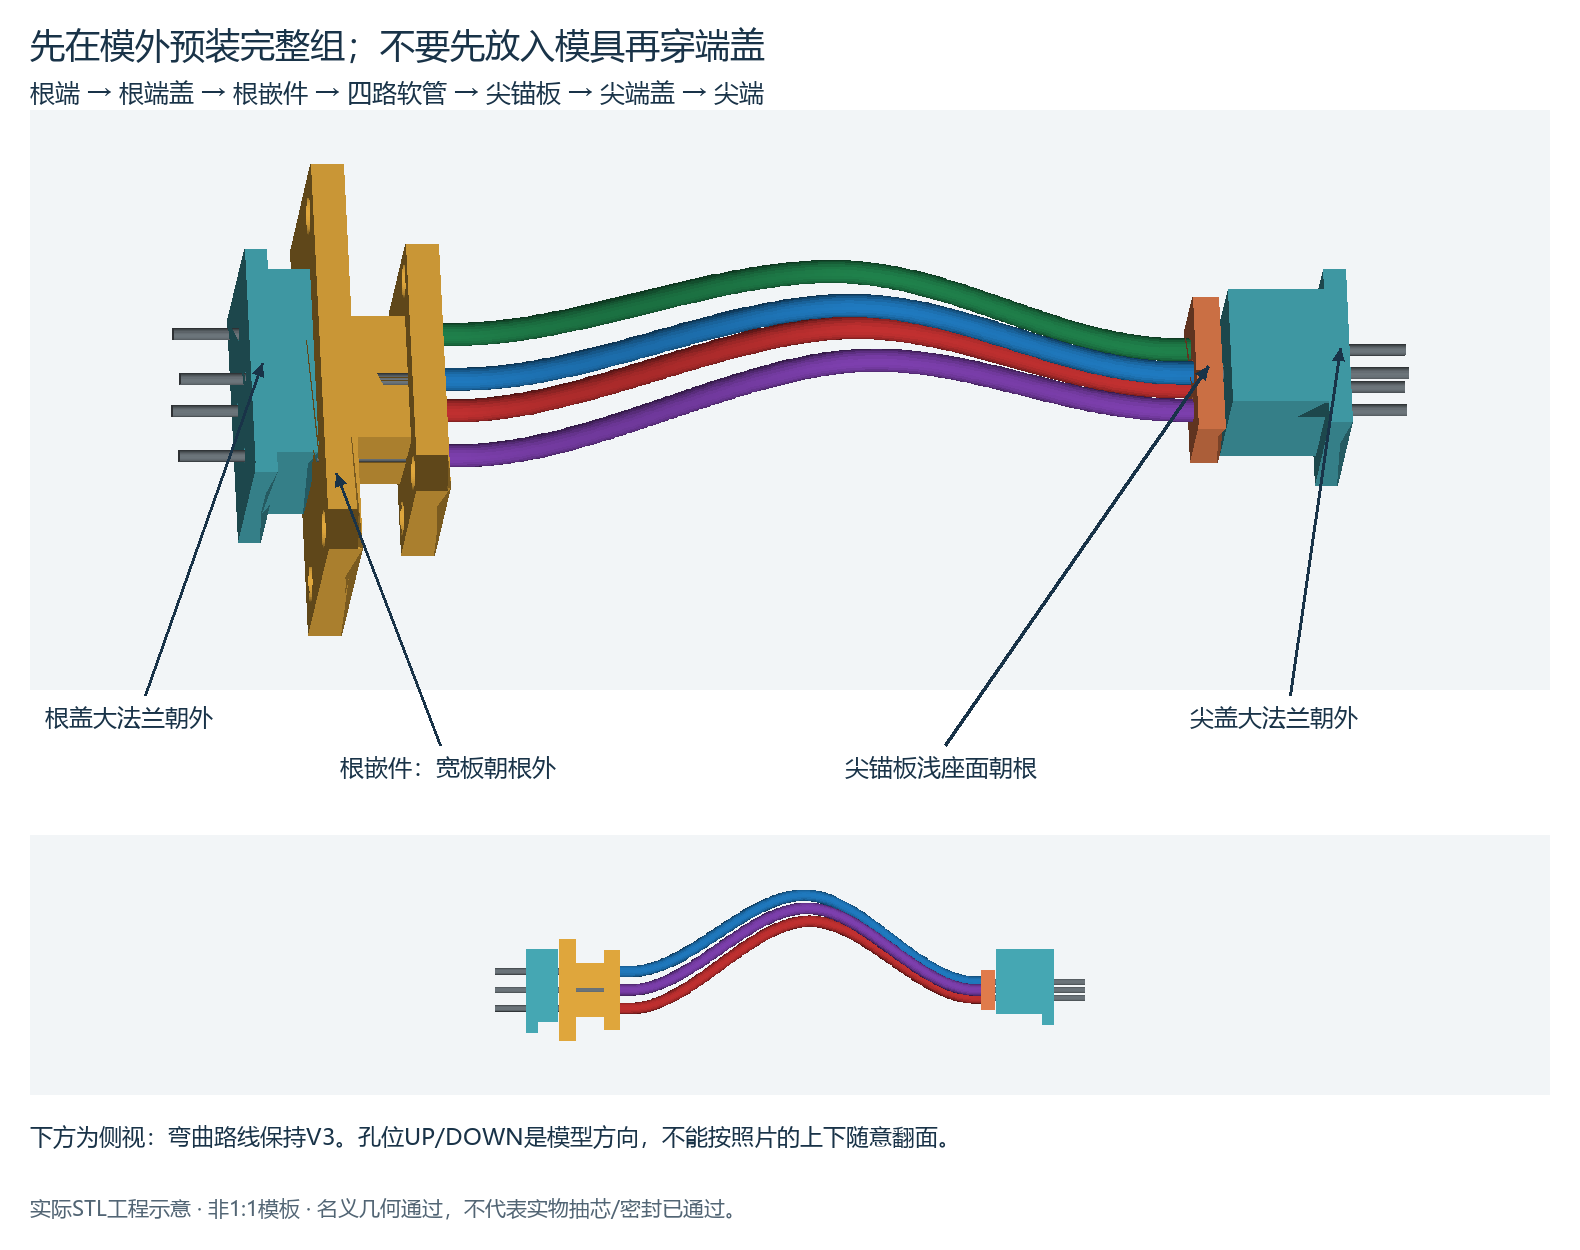 先在模外预装完整组；不要先放入模具再穿端盖
根端 → 根端盖 → 根嵌件 → 四路软管 → 尖锚板 → 尖端盖 → 尖端
根盖大法兰朝外
尖盖大法兰朝外
根嵌件：宽板朝根外
尖锚板浅座面朝根
下方为侧视：弯曲路线保持V3。孔位UP/DOWN是模型方向，不能按照片的上下随意翻面。
实际STL工程示意 · 非1:1模板 · 名义几何通过，不代表实物抽芯/密封已通过。